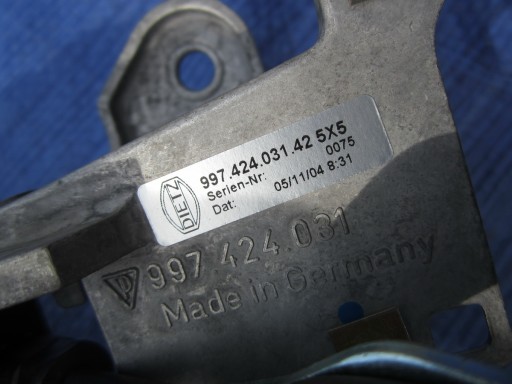 DIETZ
997.424.031.42 5X5
Serien-Nr: 0075
Dat: 05/11/04 8:31
997 424 031
Made in Germany